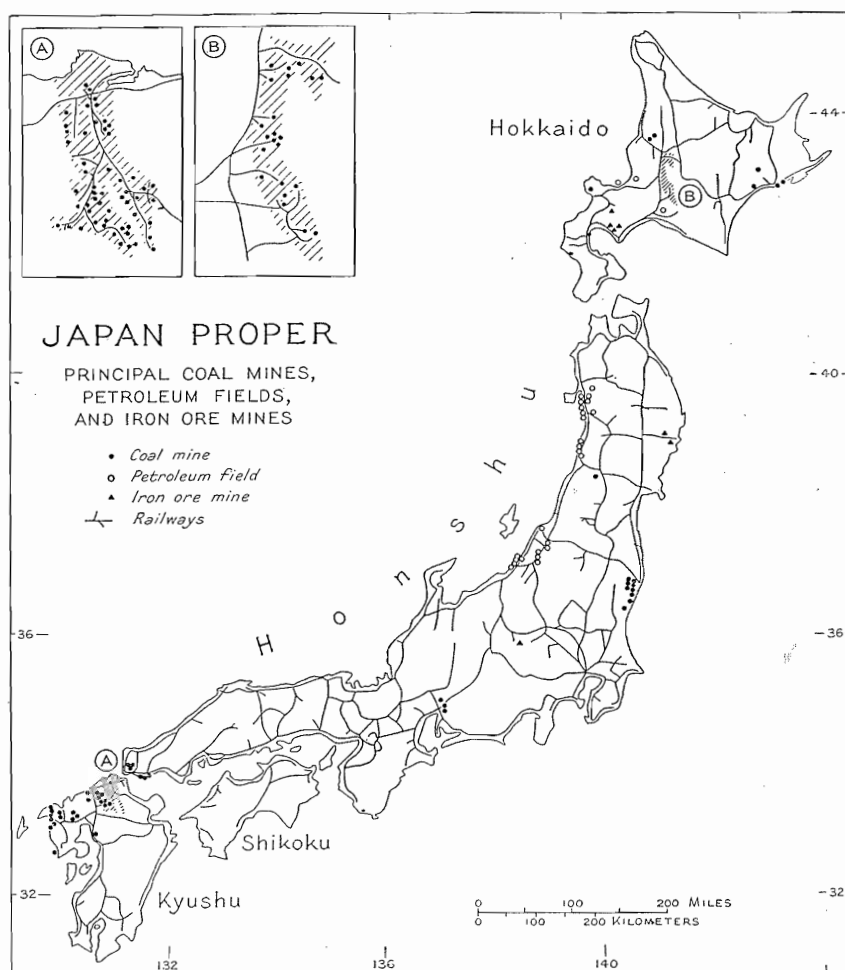 A
B
44
Hokkaido
B
JAPAN PROPER
PRINCIPAL COAL MINES,
PETROLEUM FIELDS,
AND IRON ORE MINES
Coal mine
Petroleum field
Iron ore mine
Railways
40
Honshu
36
36
A
Shikoku
Kyushu
32
32
0 100 200 MILES
0 100 200 KILOMETERS
132
136
140